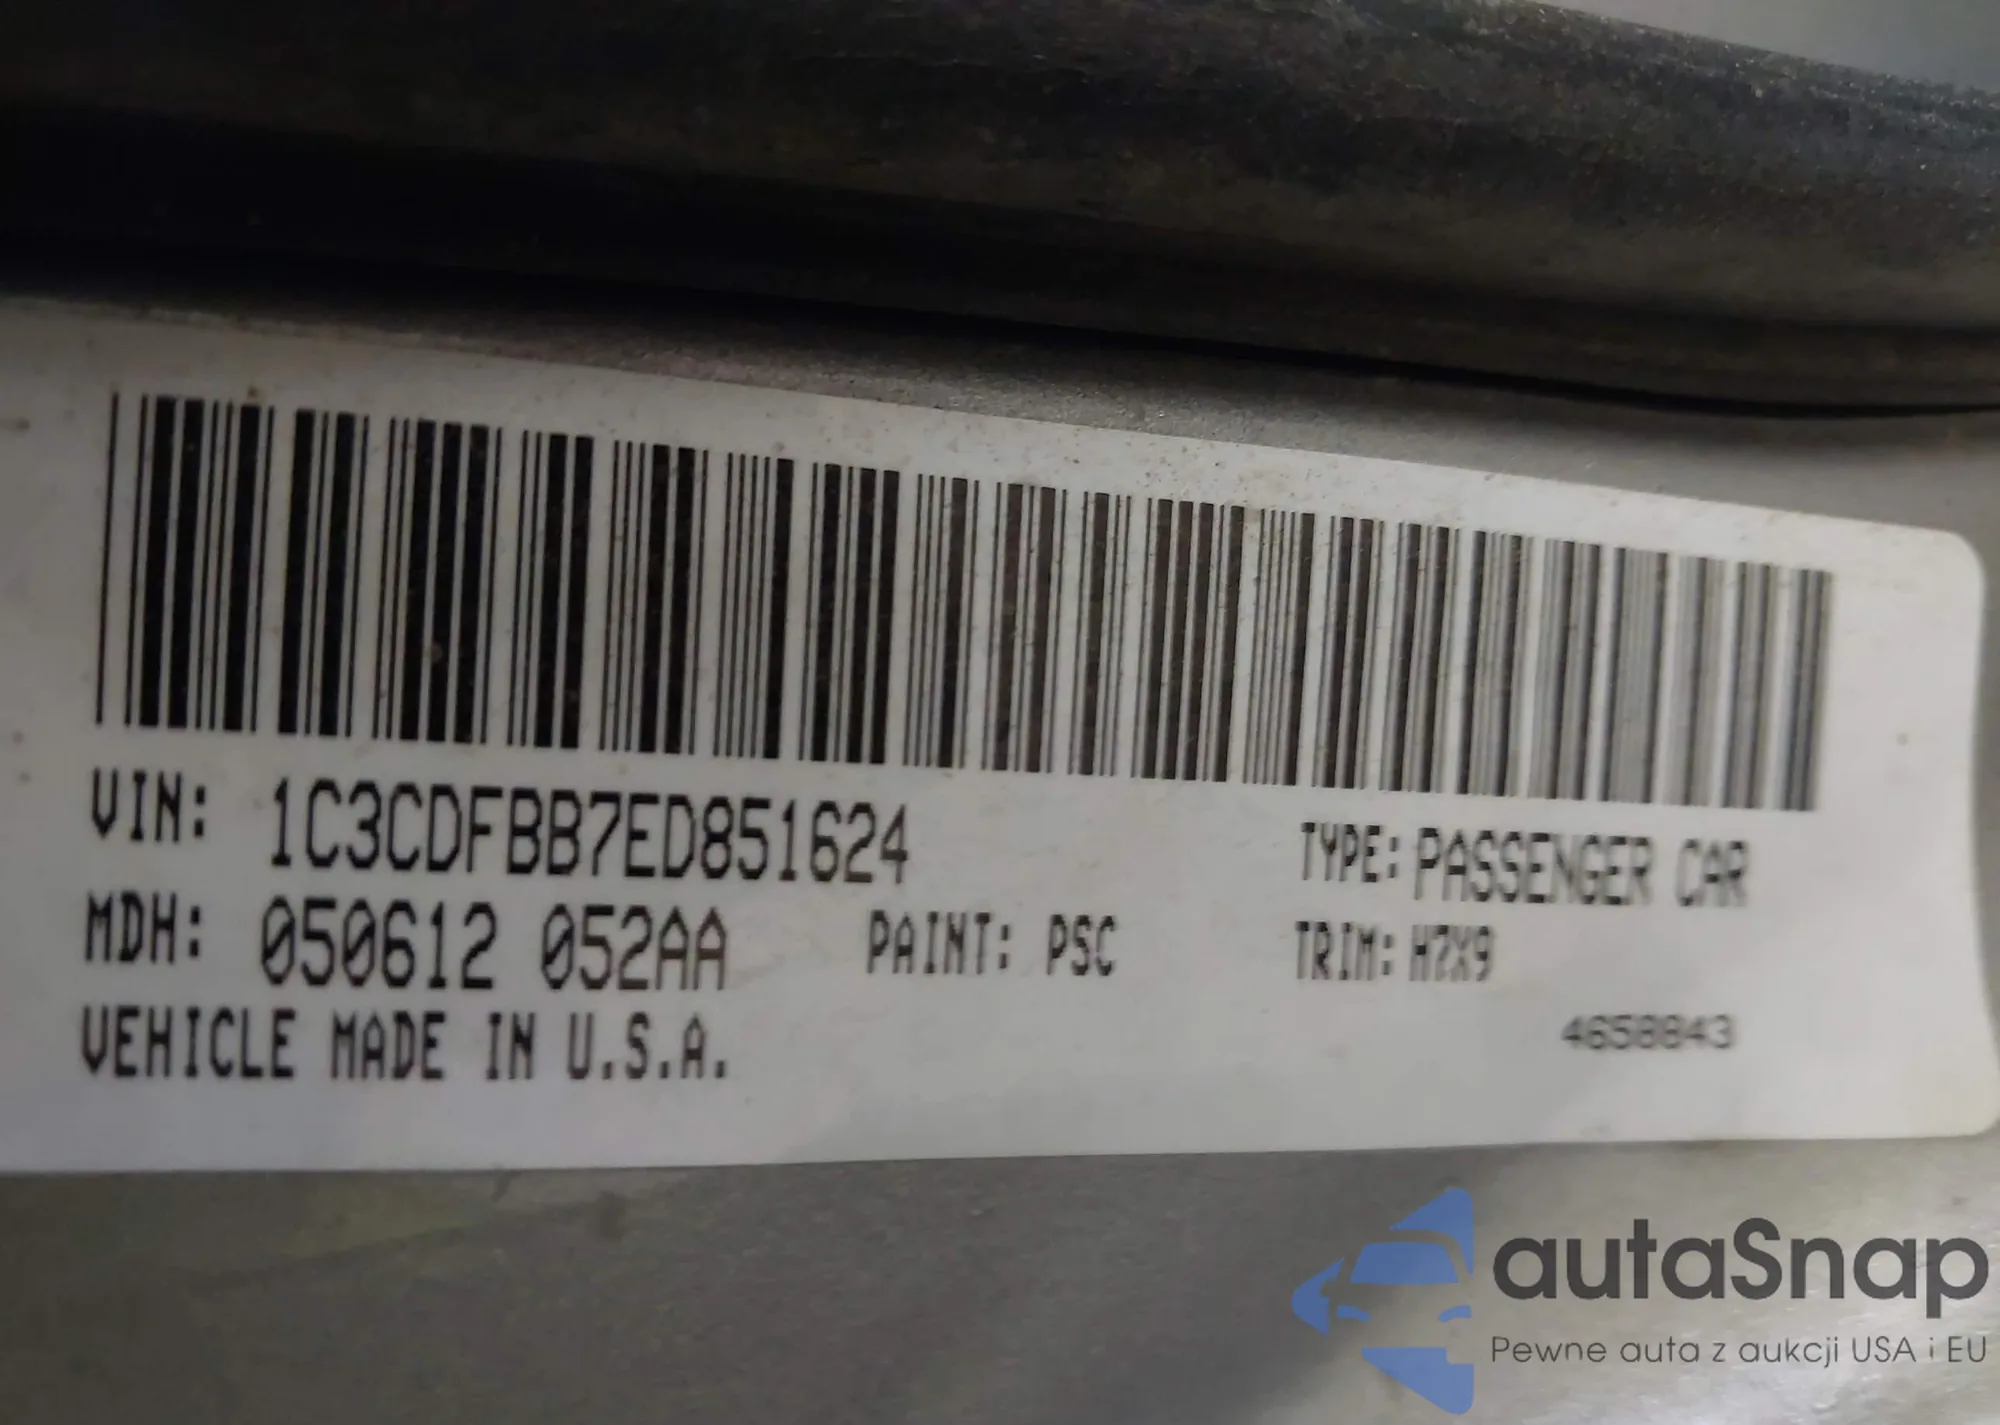 VIN: 1C3CDFBB7ED851624 TYPE: PASSENGER CAR
MDH: 050612 052AA PAINT: PSC TRIM: H7X9
VEHICLE MADE IN U.S.A. 4658843
autaSnap
Pewne auta z aukcji USA i EU